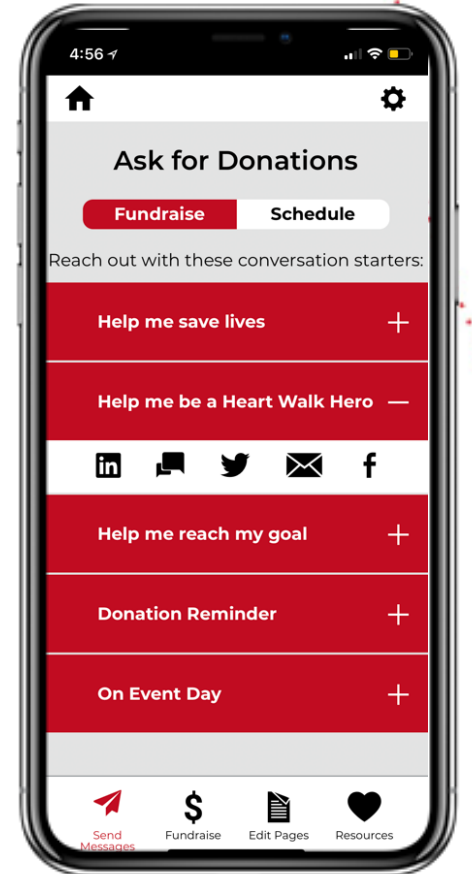 4:56
Ask for Donations
Fundraise Schedule
Reach out with these conversation starters:
Help me save lives
Help me be a Heart Walk Hero
in f
Help me reach my goal
Donation Reminder
On Event Day
$
Send Fundraise Edit Pages Resources
Messages